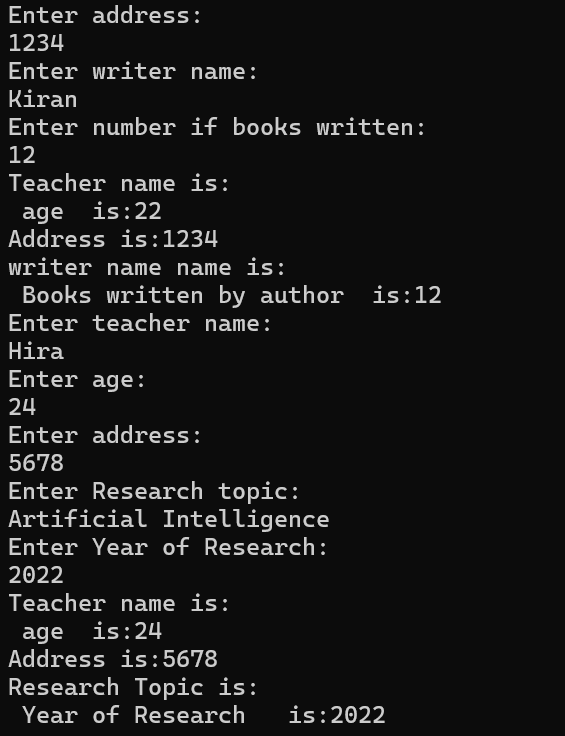 Enter address:
1234
Enter writer name:
Kiran
Enter number if books written:
12
Teacher name is:
 age  is:22
Address is:1234
writer name name is:
 Books written by author  is:12
Enter teacher name:
Hira
Enter age:
24
Enter address:
5678
Enter Research topic:
Artificial Intelligence
Enter Year of Research:
2022
Teacher name is:
 age  is:24
Address is:5678
Research Topic is:
 Year of Research   is:2022